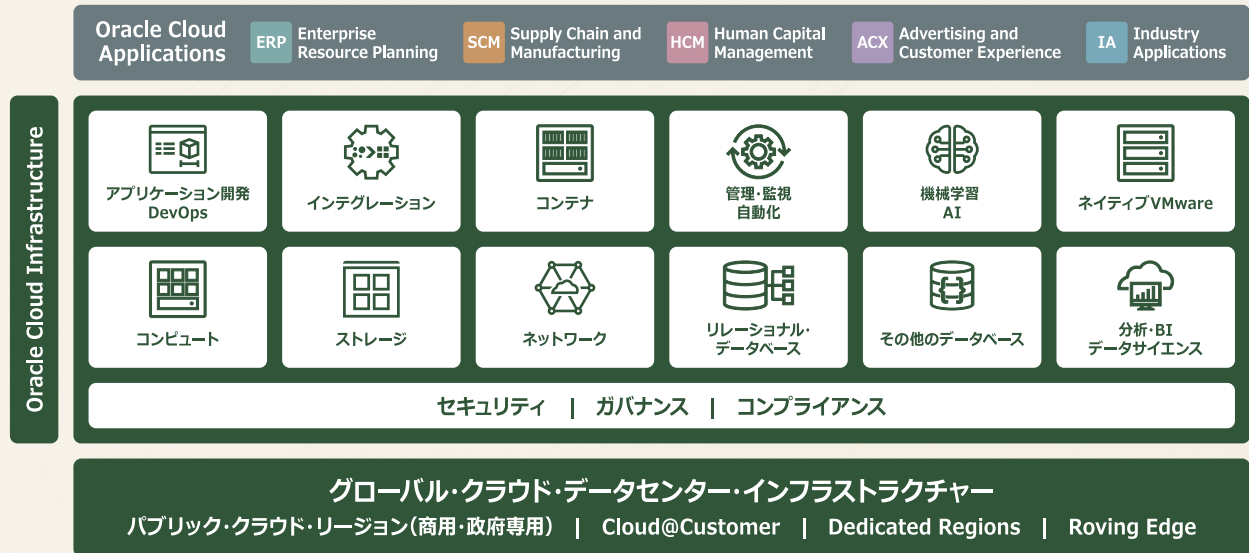 Oracle Cloud
Applications
ERP
Enterprise
Resource Planning
SCM
Supply Chain and
Manufacturing
HCM
Human Capital
Management
ACX
Advertising and
Customer Experience
IA
Industry
Applications
Oracle Cloud Infrastructure
アプリケーション開発
DevOps
インテグレーション
コンテナ
管理・監視
自動化
機械学習
AI
ネイティブVMware
コンピュート
ストレージ
ネットワーク
リレーショナル・
データベース
その他のデータベース
分析・BI
データサイエンス
セキュリティ | ガバナンス | コンプライアンス
グローバル・クラウド・データセンター・インフラストラクチャー
パブリック・クラウド・リージョン(商用・政府専用) | Cloud@Customer | Dedicated Regions | Roving Edge